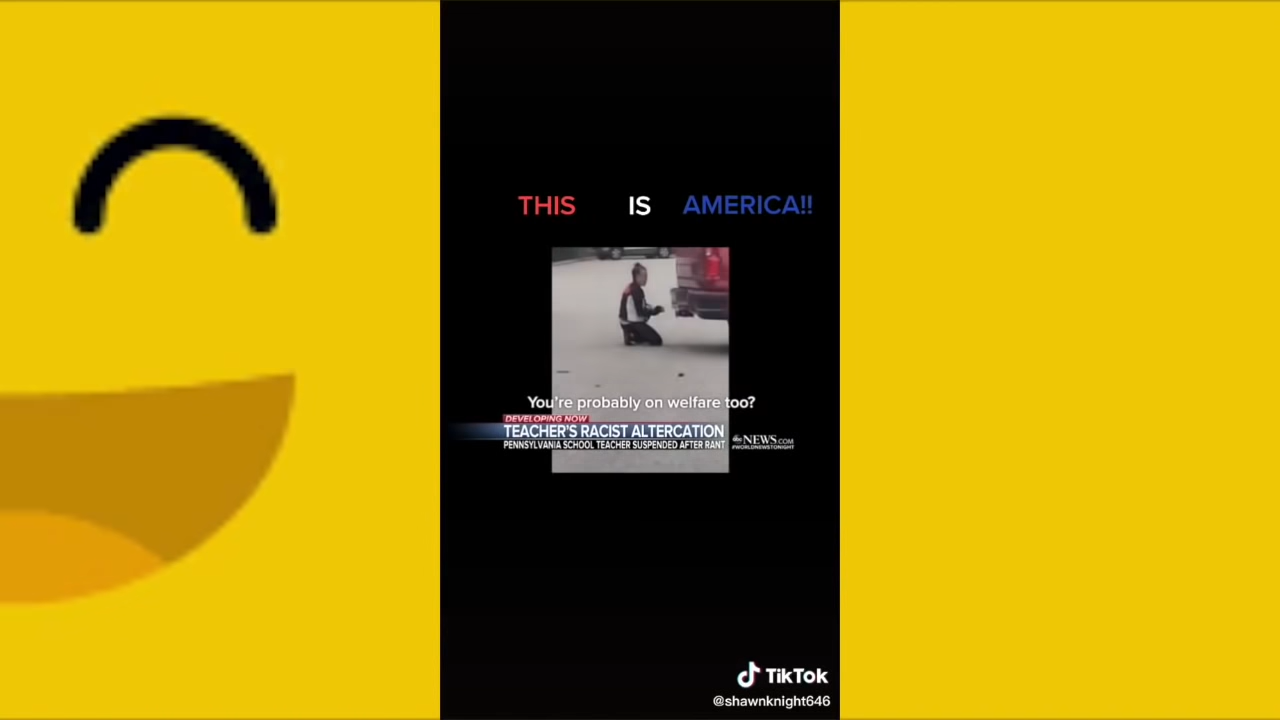 THIS IS AMERICA!!
You're probably on welfare too?
DEVELOPING NOW
TEACHER'S RACIST ALTERCATION
PENNSYLVANIA SCHOOL TEACHER SUSPENDED AFTER RANT
abc NEWS.COM
#WORLDNEWSTONIGHT
TikTok
@shawnknight646